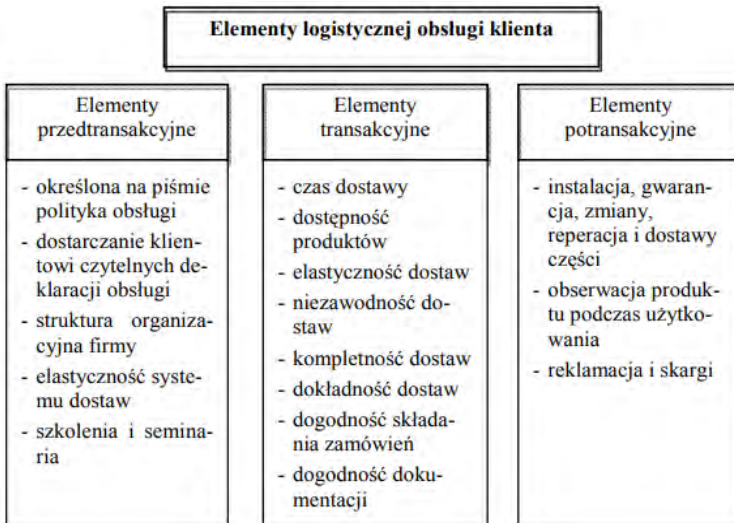 Elementy logistycznej obsługi klienta
Elementy
przedtransakcyjne
- określona na piśmie
polityka obsługi
- dostarczanie klien-
towi czytelnych de-
klaracji obsługi
- struktura organiza-
cyjna firmy
- elastyczność syste-
mu dostaw
- szkolenia i semina-
ria
Elementy
transakcyjne
- czas dostawy
- dostępność
produktów
- elastyczność dostaw
- niezawodność do-
staw
- kompletność dostaw
- dokładność dostaw
- dogodność składa-
nia zamówień
- dogodność doku-
mentacji
Elementy
potransakcyjne
- instalacja, gwaran-
cja, zmiany,
reperacja i dostawy
części
- obserwacja produk-
tu podczas użytko-
wania
- reklamacja i skargi